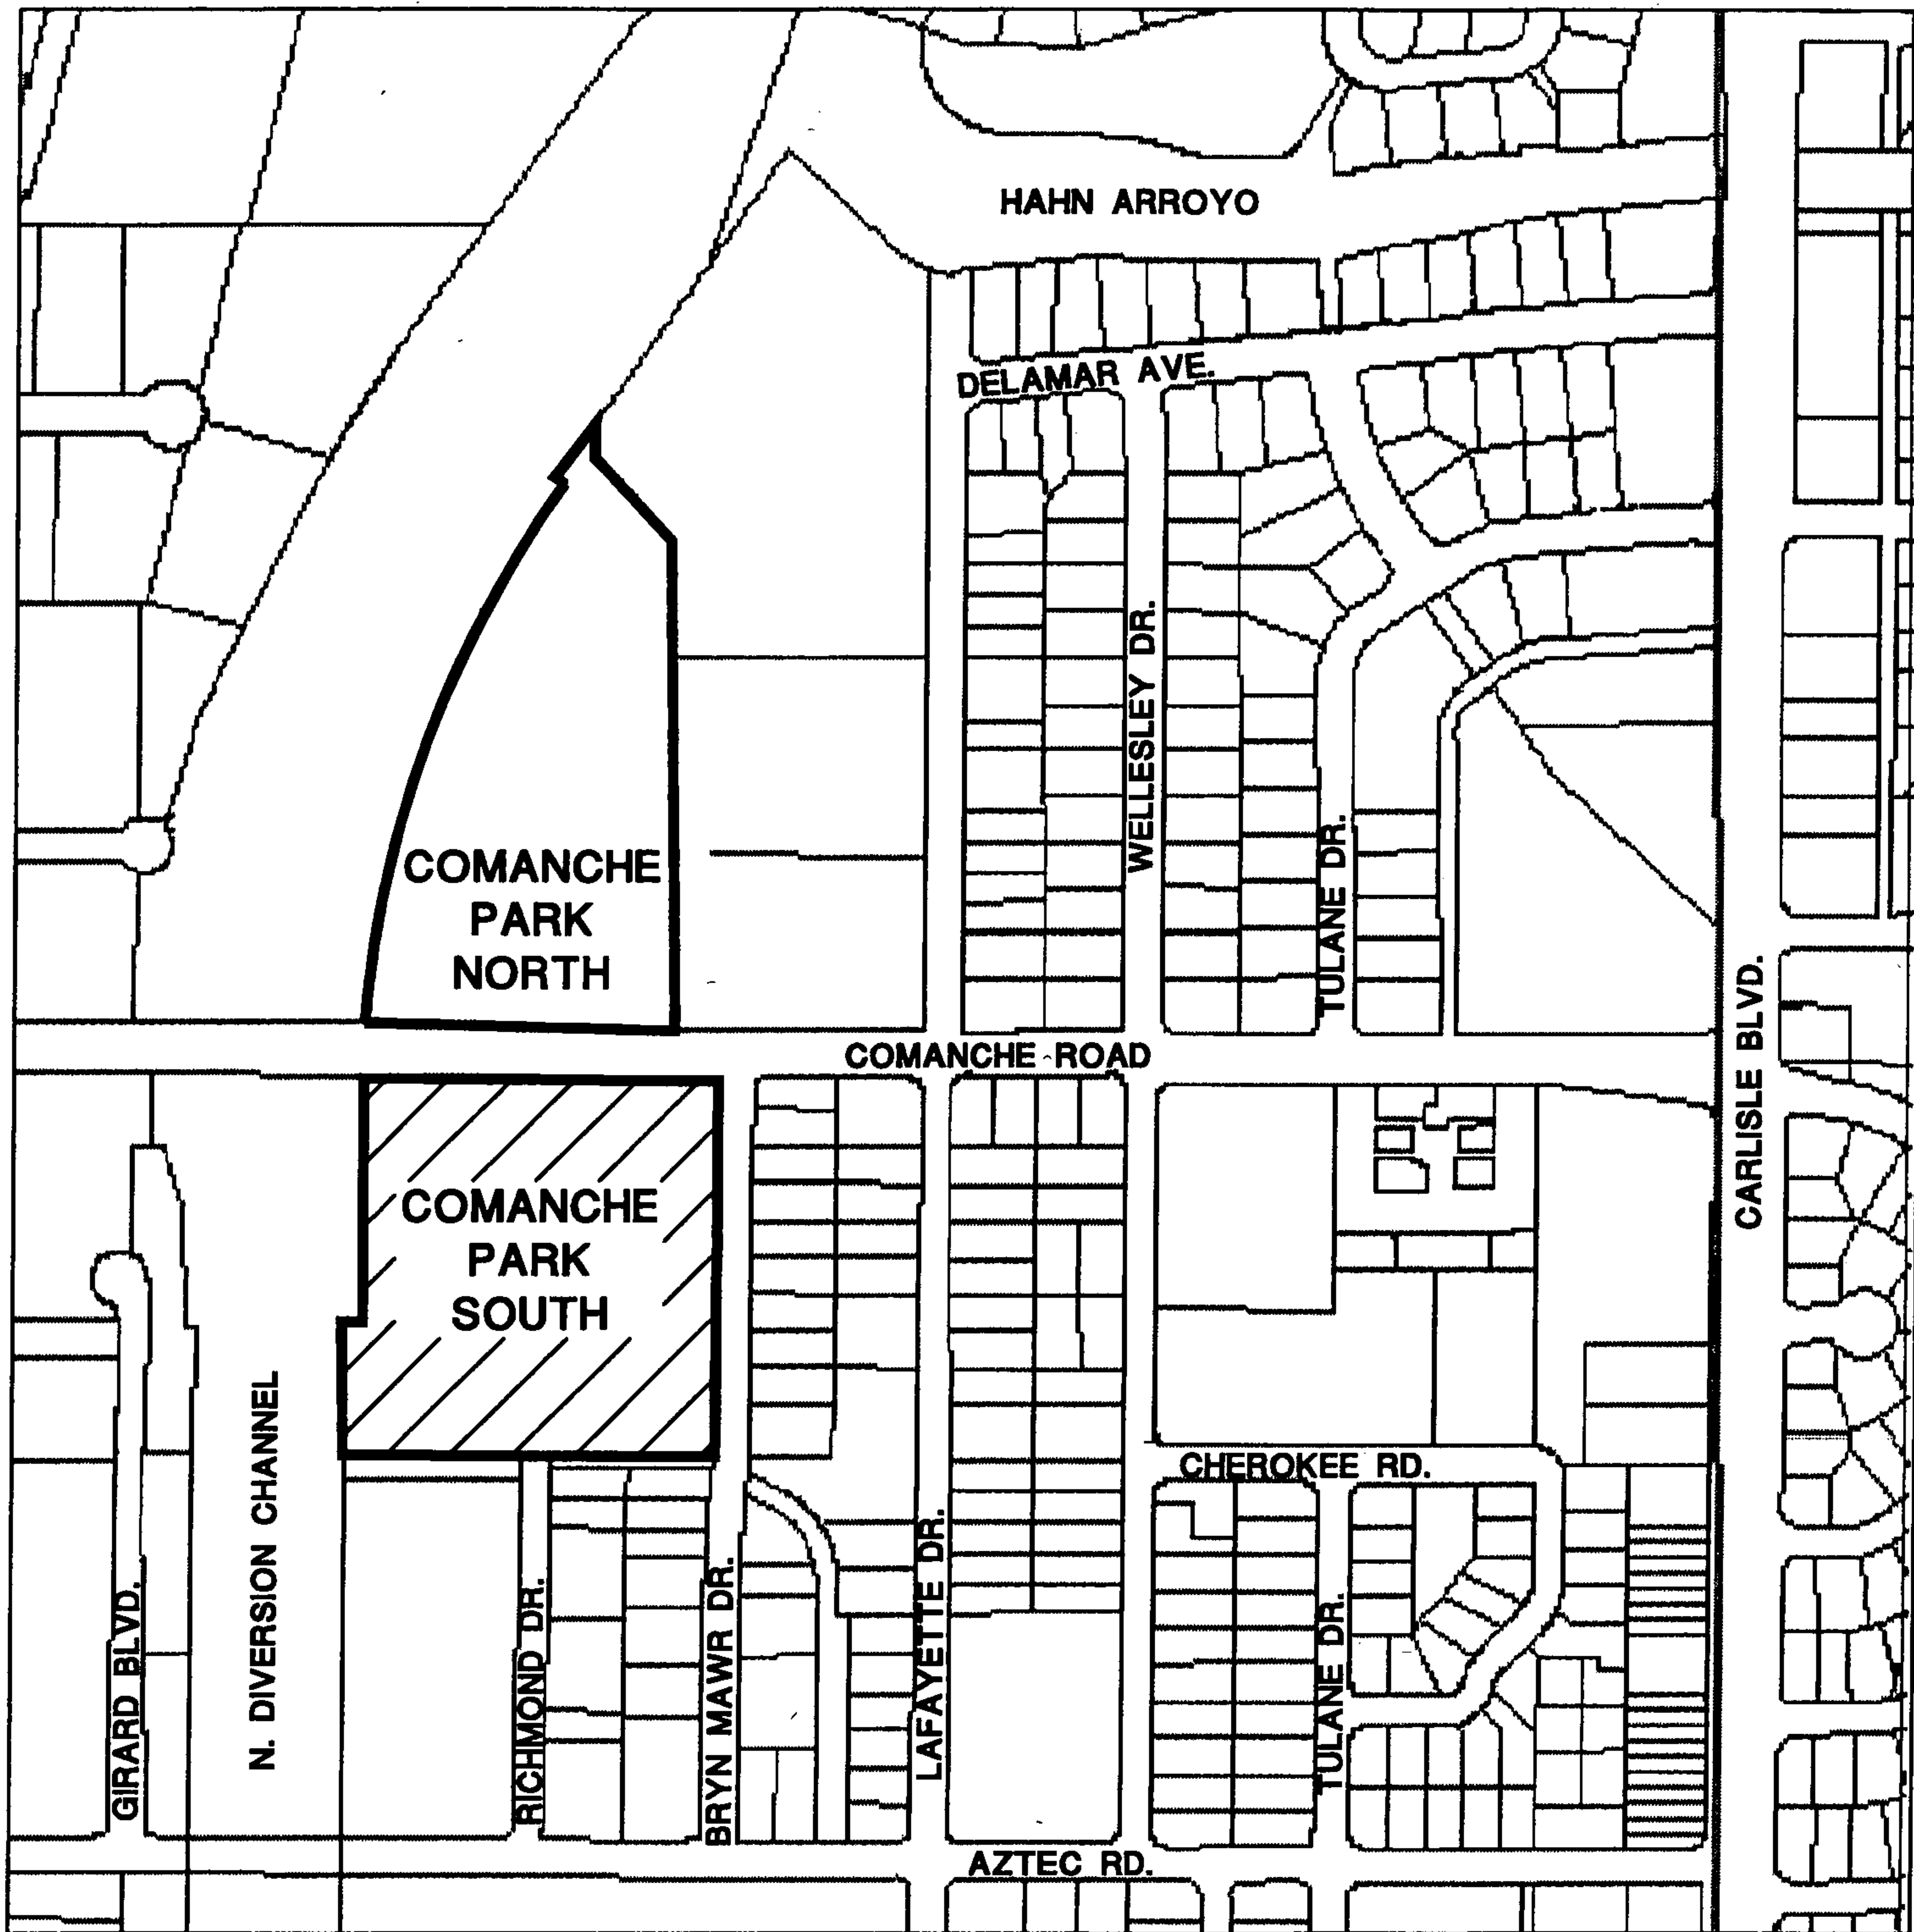 HAHN ARROYO
DELAMAR AVE.
WELLESLEY DR.
TULANE DR.
COMANCHE
PARK
NORTH
CARLISLE BLVD.
COMANCHE ROAD
COMANCHE
PARK
SOUTH
CHEROKEE RD.
N. DIVERSION CHANNEL
GIRARD BLVD.
RICHMOND DR.
BRYN MAWR DR.
LAFAYETTE DR.
TULANE DR.
AZTEC RD.